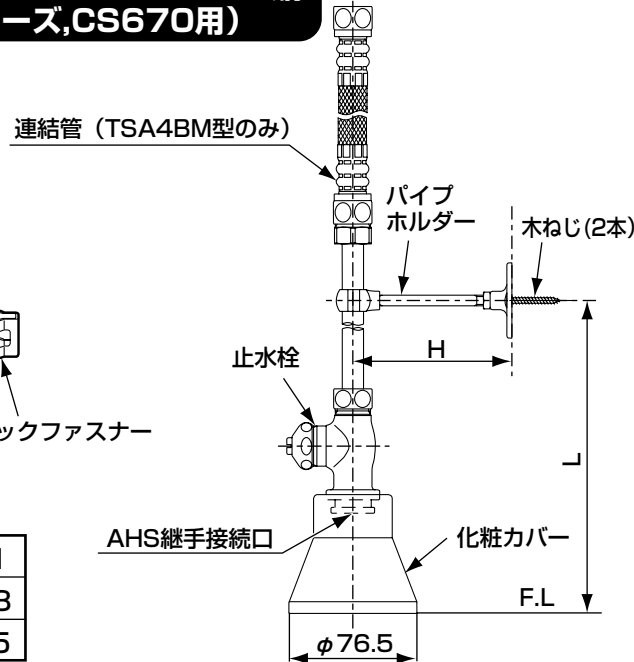 ーズ,CS670用）
連結管（TSA4BM型のみ）
パイプ
ホルダー
木ねじ(2本)
H
止水栓
ックファスナー
L
AHS継手接続口
化粧カバー
F.L
φ76.5